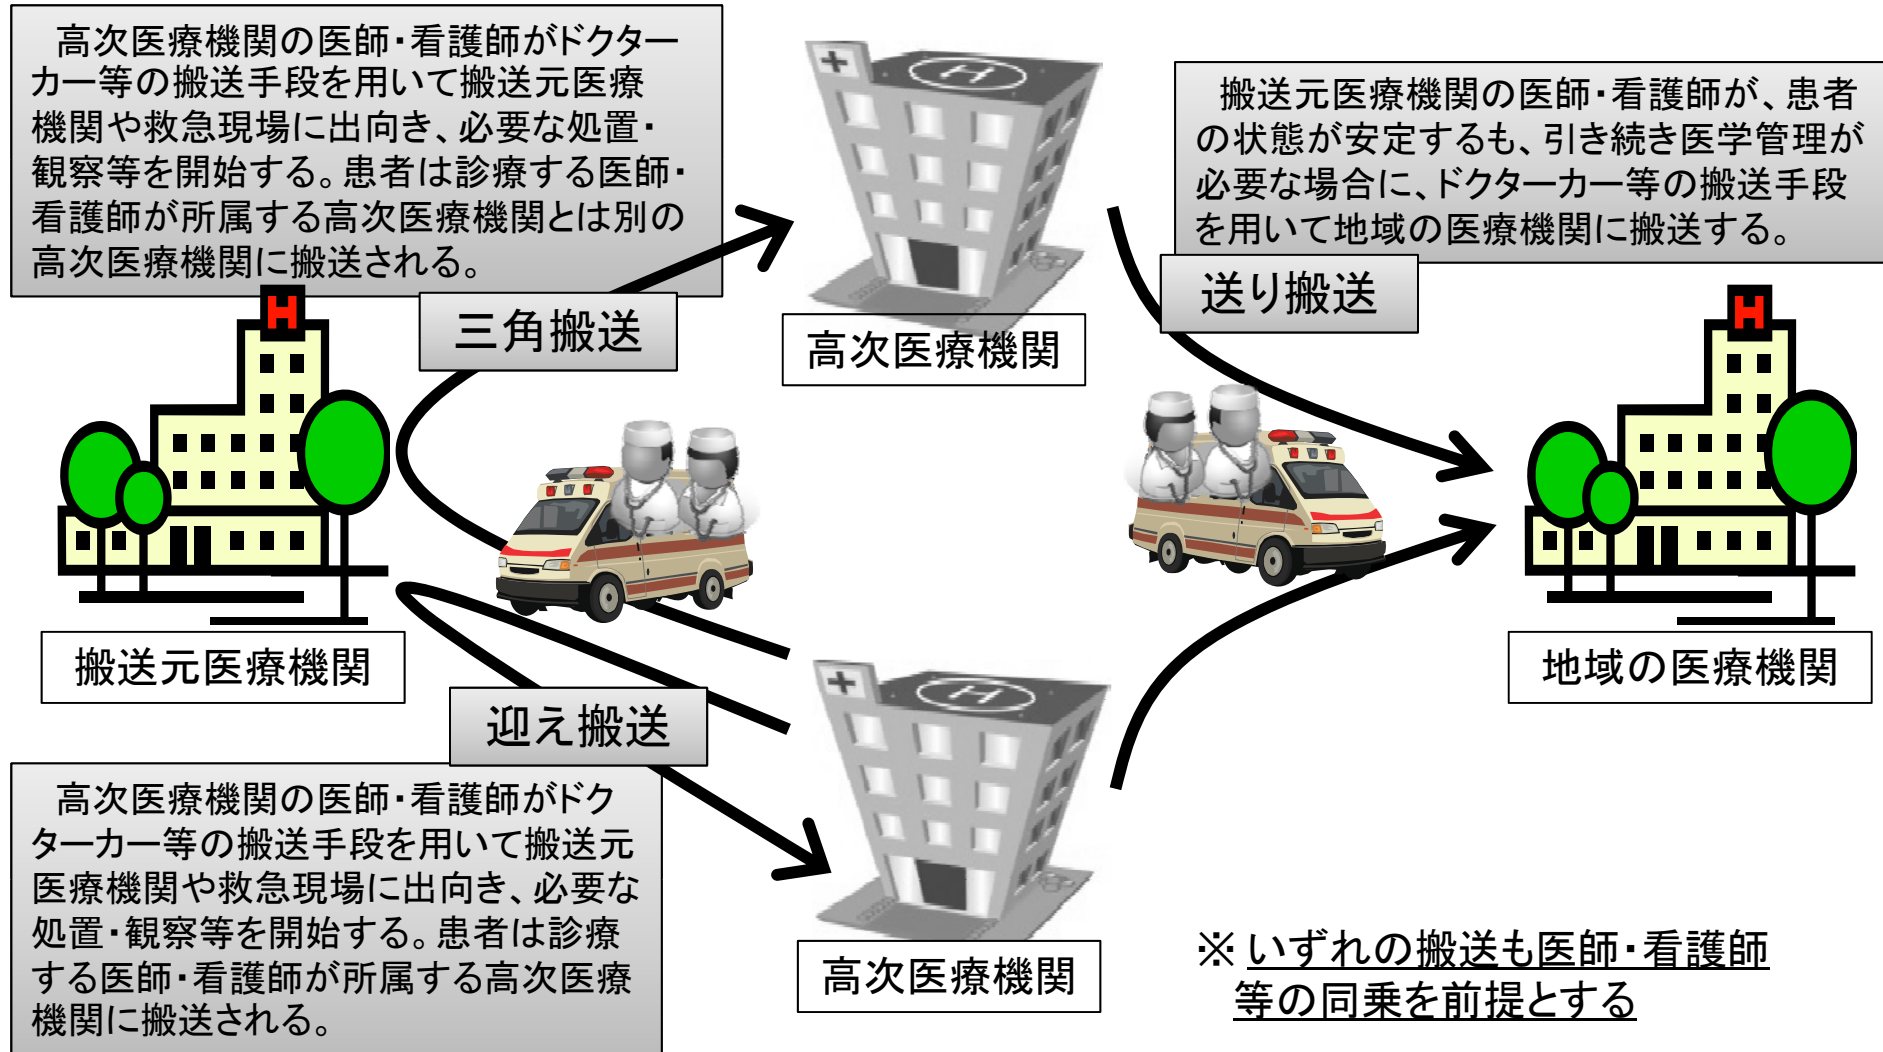 高次医療機関の医師・看護師がドクター
カー等の搬送手段を用いて搬送元医療
機関や救急現場に出向き、必要な処置・
観察等を開始する。患者は診療する医師・
看護師が所属する高次医療機関とは別の
高次医療機関に搬送される。
三角搬送
H
高次医療機関
搬送元医療機関の医師・看護師が、患者
の状態が安定するも、引き続き医学管理が
必要な場合に、ドクターカー等の搬送手段
を用いて地域の医療機関に搬送する。
送り搬送
H
搬送元医療機関
H
地域の医療機関
迎え搬送
高次医療機関の医師・看護師がドク
ターカー等の搬送手段を用いて搬送元
医療機関や救急現場に出向き、必要な
処置・観察等を開始する。患者は診療
する医師・看護師が所属する高次医療
機関に搬送される。
H
高次医療機関
※いずれの搬送も医師・看護師
等の同乗を前提とする